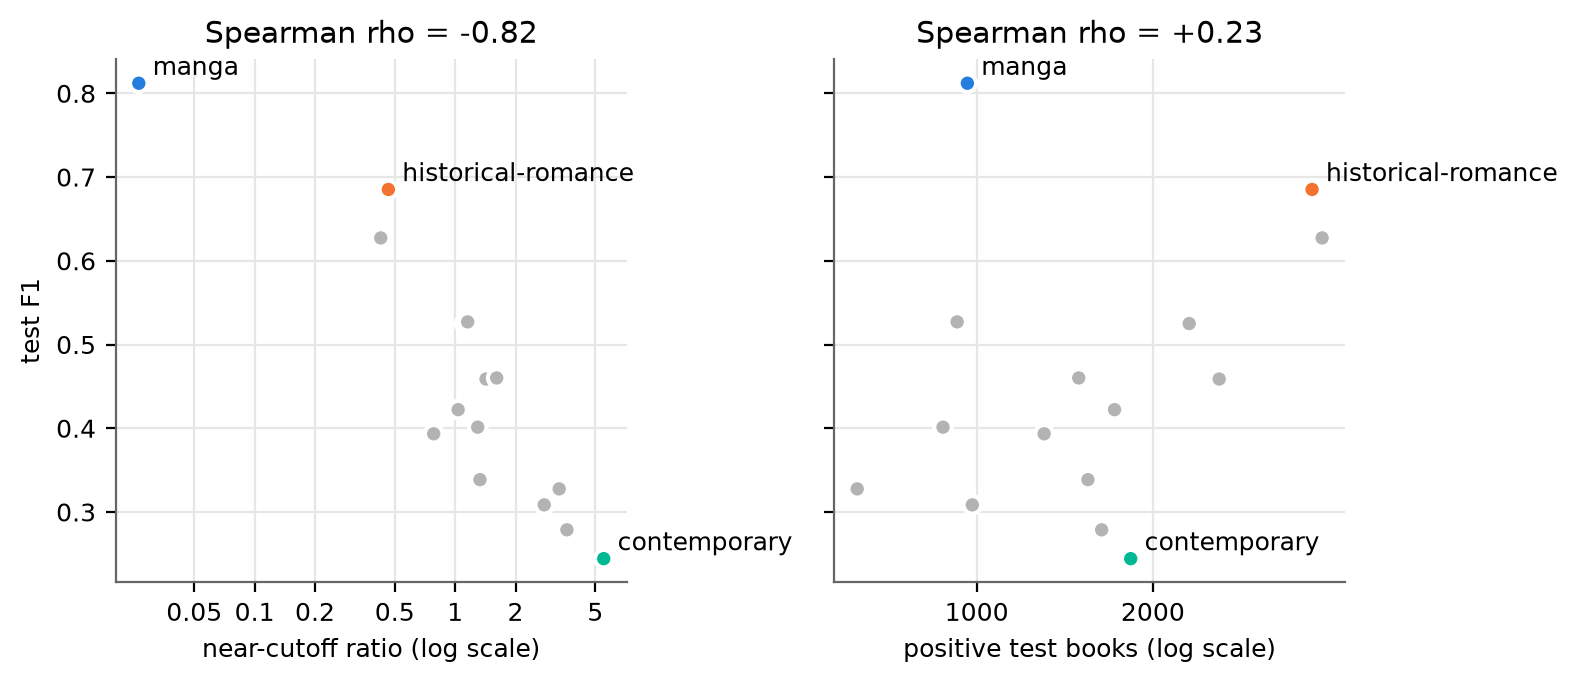 Spearman rho = -0.82
manga
historical-romance
contemporary
0.8
0.7
0.6
0.5
0.4
0.3
test F1
0.05 0.1 0.2 0.5 1 2 5
near-cutoff ratio (log scale)
Spearman rho = +0.23
manga
historical-romance
contemporary
1000 2000
positive test books (log scale)